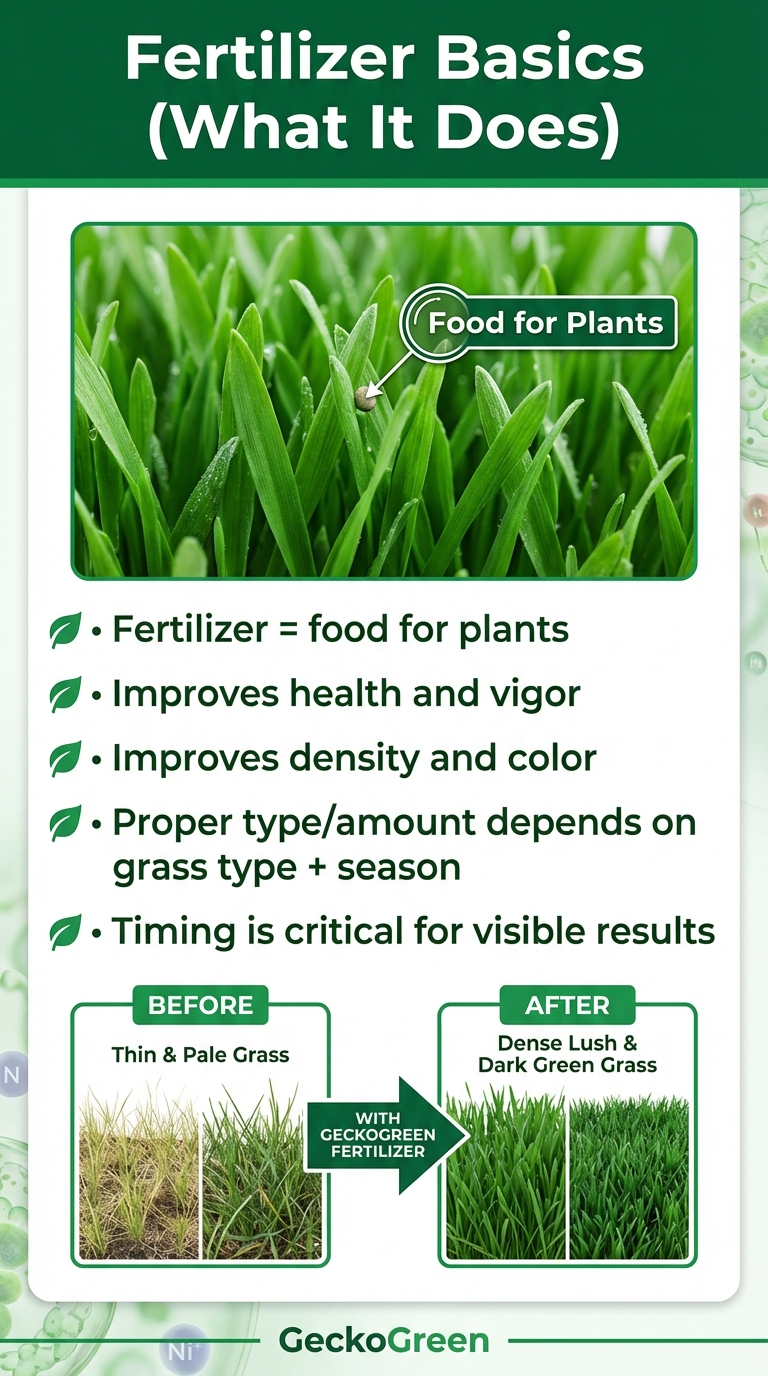 Fertilizer Basics
(What It Does)
Food for Plants
• Fertilizer = food for plants
• Improves health and vigor
• Improves density and color
• Proper type/amount depends on
grass type + season
• Timing is critical for visible results
BEFORE
Thin & Pale Grass
WITH
GECKOGREEN
FERTILIZER
AFTER
Dense Lush &
Dark Green Grass
N
Ni+
GeckoGreen